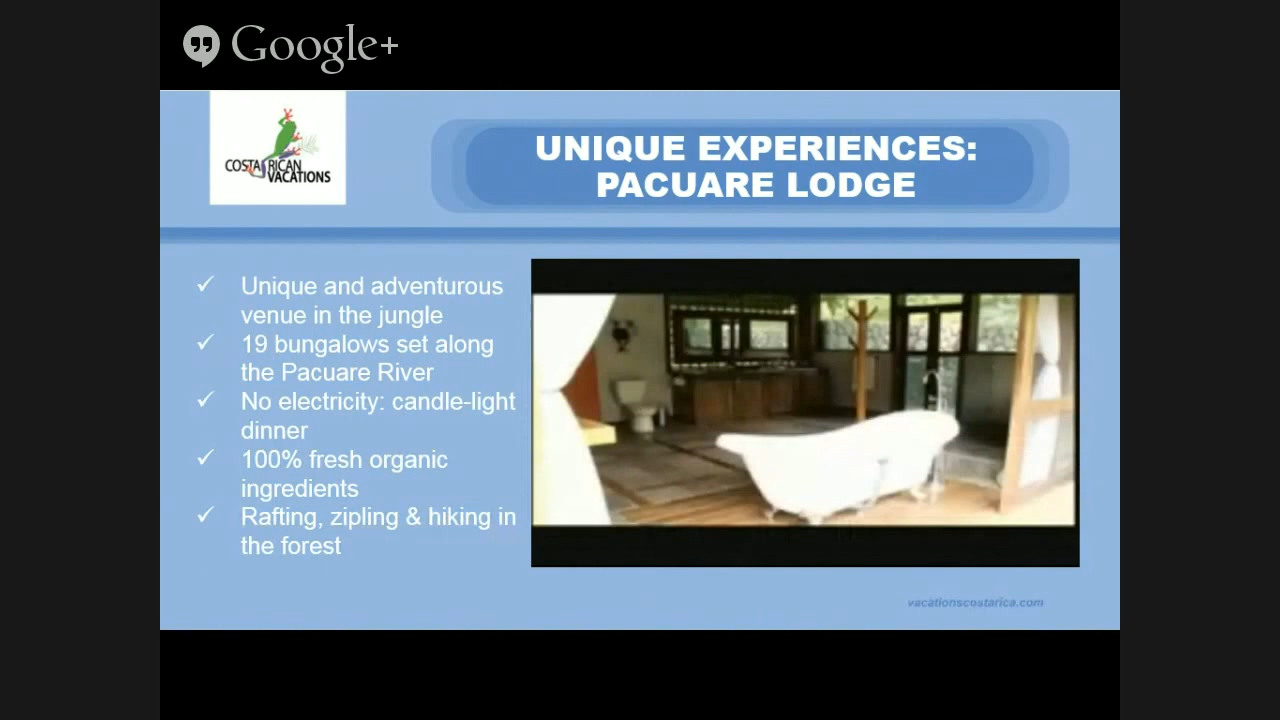 Google+
COSTA RICAN
VACATIONS
UNIQUE EXPERIENCES:
PACUARE LODGE
✓ Unique and adventurous
venue in the jungle
✓ 19 bungalows set along
the Pacuare River
✓ No electricity: candle-light
dinner
✓ 100% fresh organic
ingredients
✓ Rafting, zipling & hiking in
the forest
vacationscostarica.com